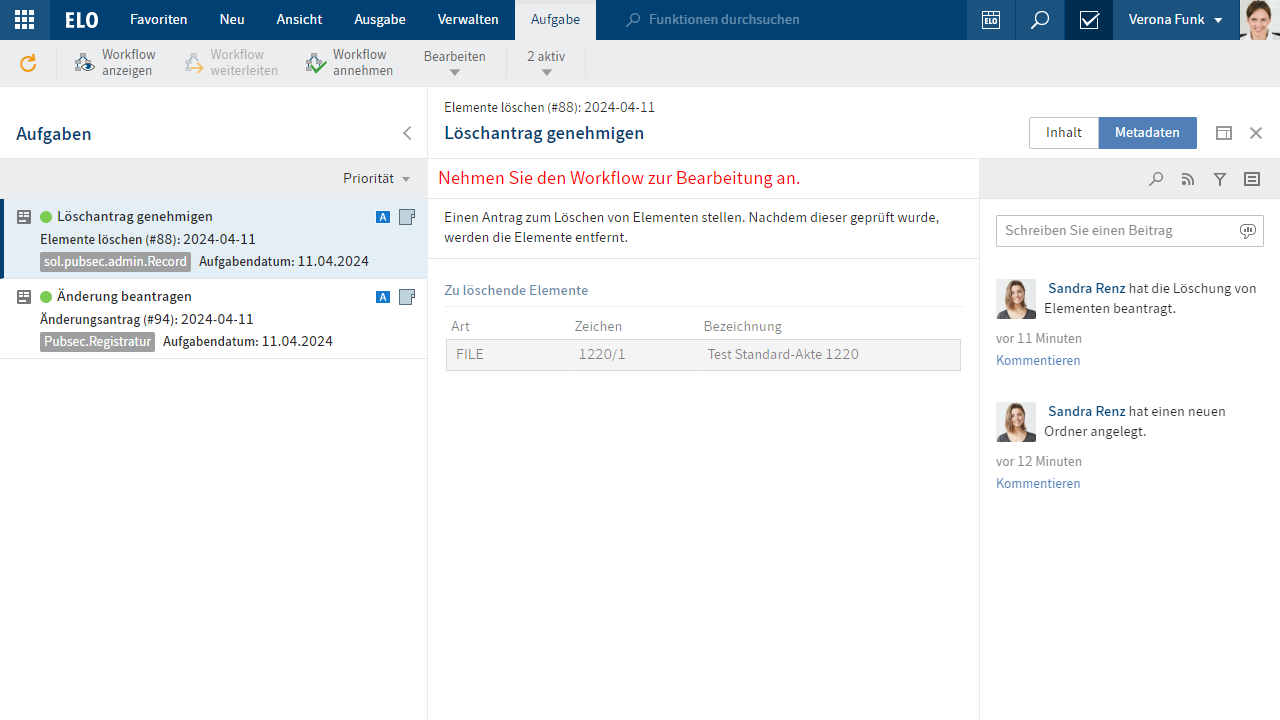 ELO Favoriten Neu Ansicht Ausgabe Verwalten Aufgabe Funktionen durchsuchen ELO Verona Funk
Workflow anzeigen
Workflow weiterleiten
Workflow annehmen
Bearbeiten
2 aktiv
Aufgaben
Priorität
Löschantrag genehmigen A
Elemente löschen (#88): 2024-04-11
sol.pubsec.admin.Record Aufgabendatum: 11.04.2024
Änderung beantragen A
Änderungsantrag (#94): 2024-04-11
Pubsec.Registratur Aufgabendatum: 11.04.2024
Elemente löschen (#88): 2024-04-11
Löschantrag genehmigen
Inhalt Metadaten
Nehmen Sie den Workflow zur Bearbeitung an.
Einen Antrag zum Löschen von Elementen stellen. Nachdem dieser geprüft wurde,
werden die Elemente entfernt.
Zu löschende Elemente
Art Zeichen Bezeichnung
FILE 1220/1 Test Standard-Akte 1220
Schreiben Sie einen Beitrag
Sandra Renz hat die Löschung von
Elementen beantragt.
vor 11 Minuten
Kommentieren
Sandra Renz hat einen neuen
Ordner angelegt.
vor 12 Minuten
Kommentieren